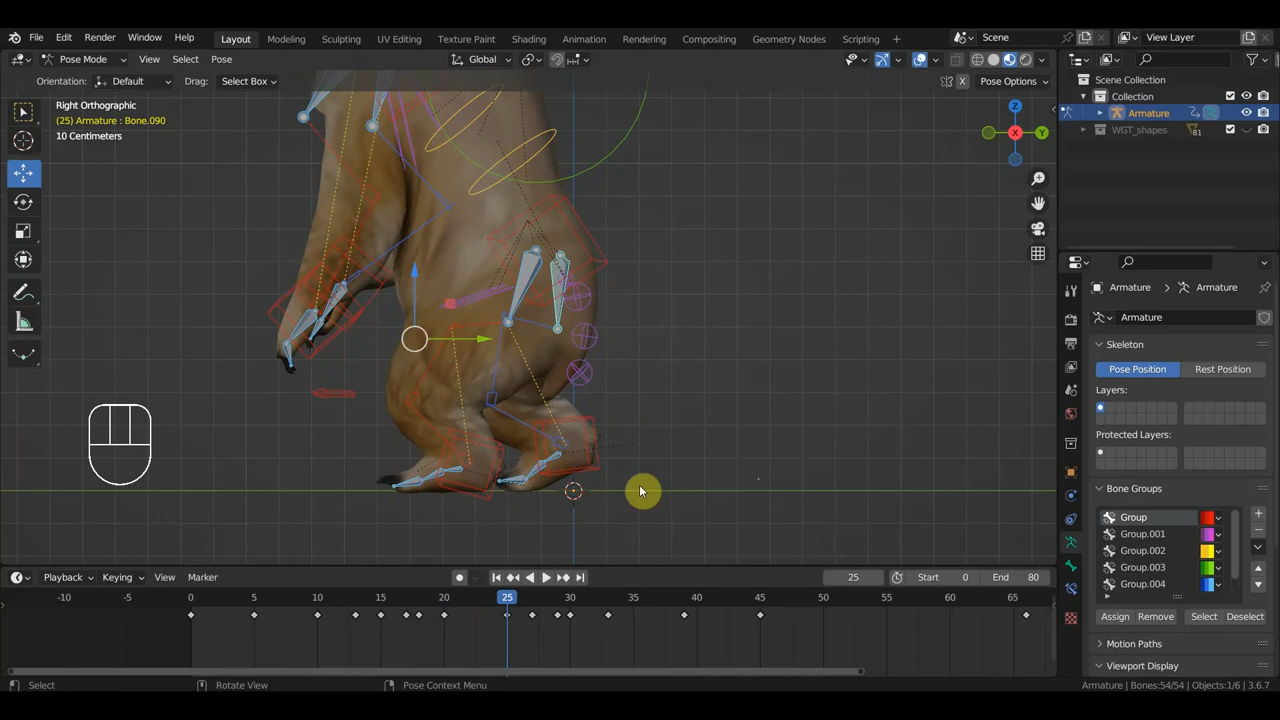 File Edit Render Window Help Layout Modeling Sculpting UV Editing Texture Paint Shading Animation Rendering Compositing Geometry Nodes Scripting + Scene View Layer
Pose Mode View Select Pose Global
Orientation: Default Drag: Select Box X Pose Options
Scene Collection
Collection
Armature
WGT_shapes 81
Right Orthographic
(25) Armature : Bone.090
10 Centimeters
Z
X
Y
Armature Armature
Armature
Skeleton
Pose Position Rest Position
Layers:
Protected Layers:
Bone Groups
Group
Group.001
Group.002
Group.003
Group.004
Assign Remove Select Deselect
Motion Paths
Viewport Display
Playback Keying View Marker 25 Start 0 End 80
-10 -5 0 5 10 15 20 25 30 35 40 45 50 55 60 65
Select Rotate View Pose Context Menu Armature | Bones:54/54 | Objects:1/6 | 3.6.7